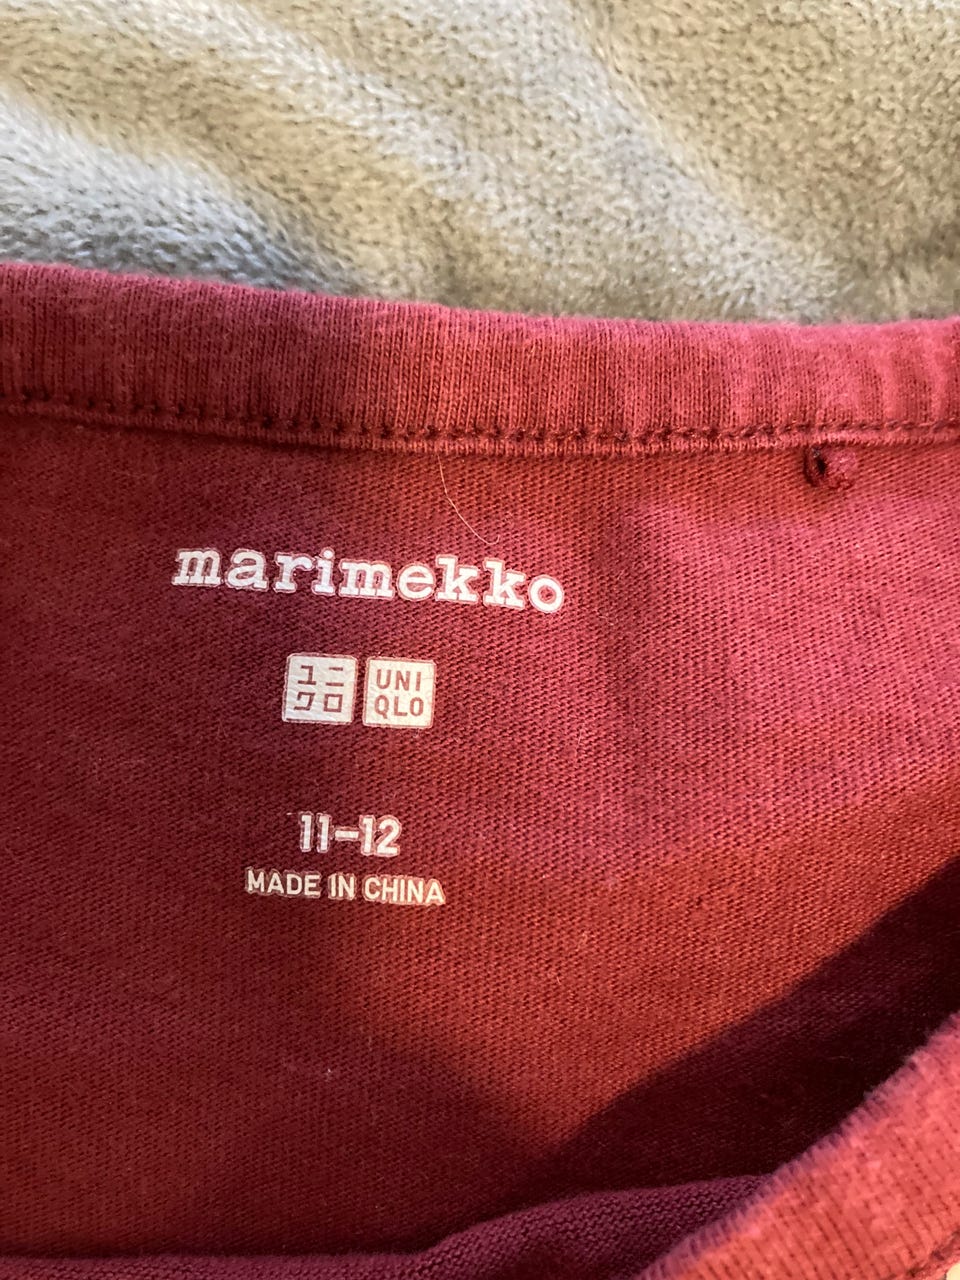 marimekko
ユニ UNI
クロ QLO
11-12
MADE IN CHINA